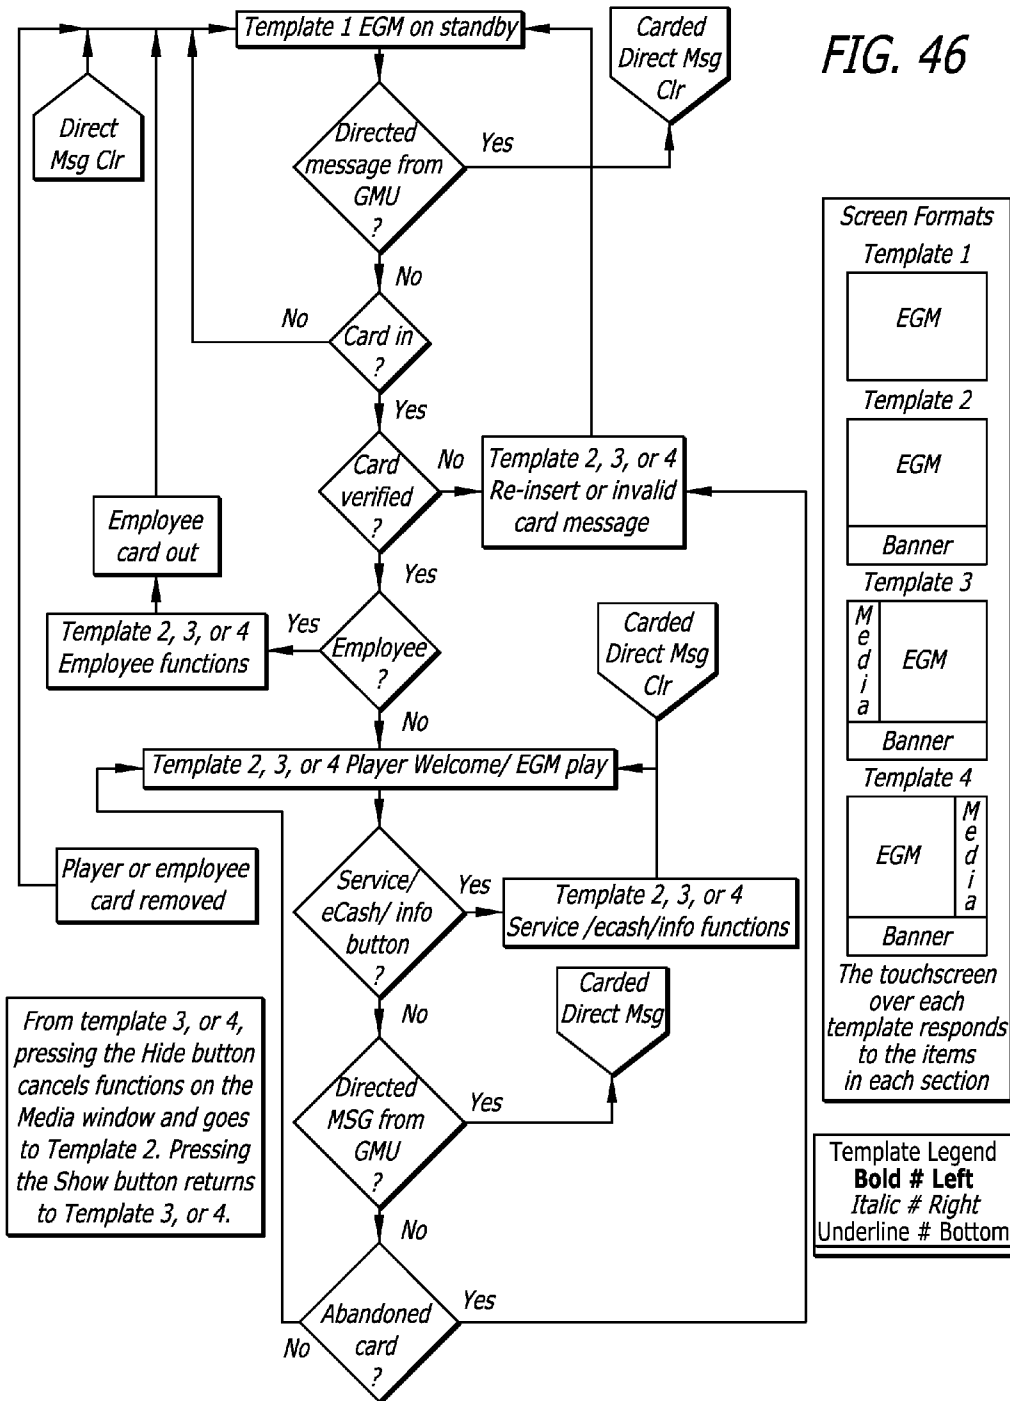 FIG. 46
Template 1 EGM on standby
Carded
Direct Msg
Clr
Direct
Msg Clr
Directed
message from
GMU
?
Yes
No
Card in
?
No
Yes
Card
verified
?
No
Template 2, 3, or 4
Re-insert or invalid
card message
Yes
Employee
card out
Template 2, 3, or 4
Employee functions
Yes
Employee
?
No
Carded
Direct Msg
Clr
Template 2, 3, or 4 Player Welcome/ EGM play
Player or employee
card removed
Service/
eCash/ info
button
?
Yes
Template 2, 3, or 4
Service /ecash/info functions
No
Carded
Direct Msg
From template 3, or 4,
pressing the Hide button
cancels functions on the
Media window and goes
to Template 2. Pressing
the Show button returns
to Template 3, or 4.
Directed
MSG from
GMU
?
Yes
No
Abandoned
card
?
Yes
No
Screen Formats
Template 1
EGM
Template 2
EGM
Banner
Template 3
Media
EGM
Banner
Template 4
EGM
Media
Banner
The touchscreen
over each
template responds
to the items
in each section
Template Legend
Bold # Left
Italic # Right
Underline # Bottom